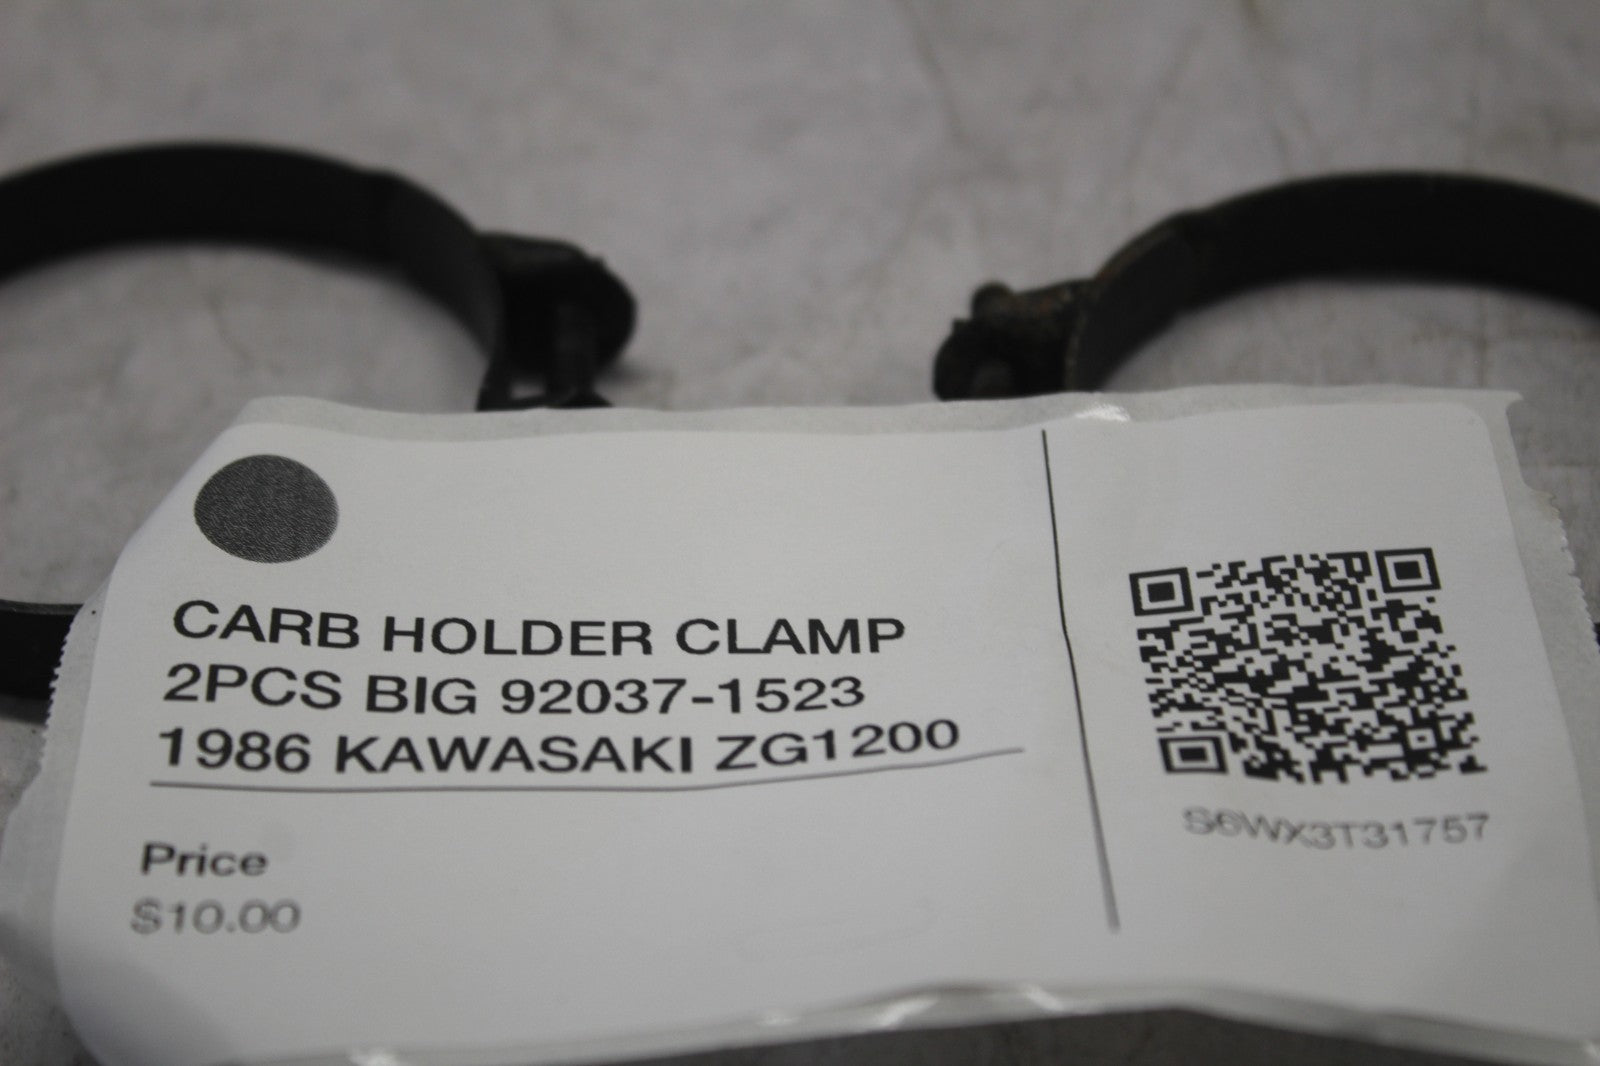 CARB HOLDER CLAMP
2PCS BIG 92037-1523
1986 KAWASAKI ZG1200
Price
$10.00
S6WX3T31757